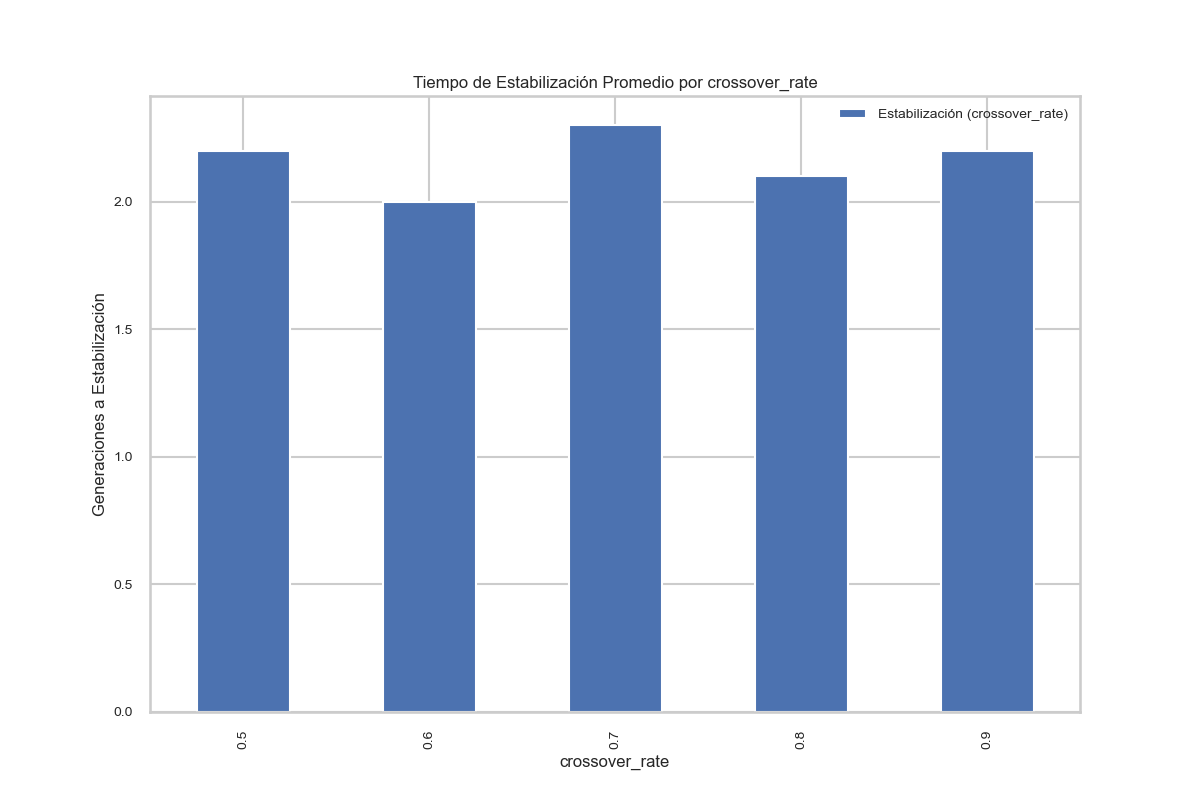 Tiempo de Estabilización Promedio por crossover_rate
Estabilización (crossover_rate)
Generaciones a Estabilización
2.0
1.5
1.0
0.5
0.0
0.5
0.6
0.7
0.8
0.9
crossover_rate